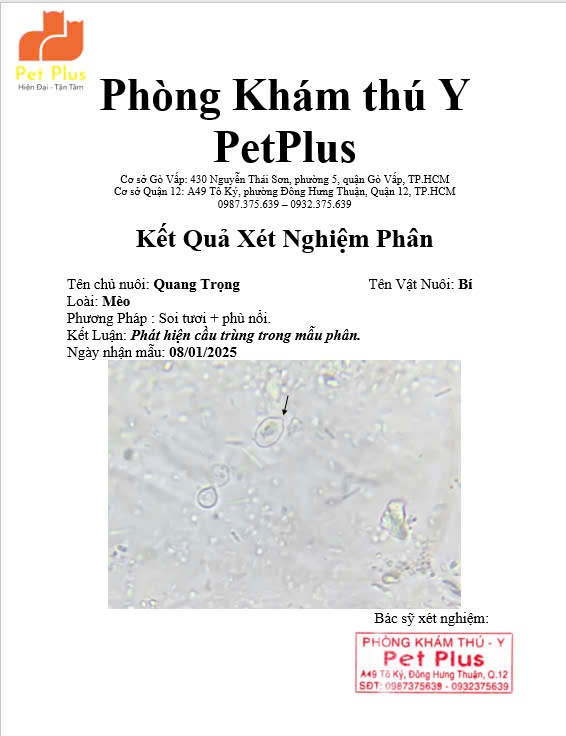 Pet Plus
Hiện Đại - Tân Tâm
Phòng Khám thú Y
PetPlus
Cơ sở Gò Vấp: 430 Nguyễn Thái Sơn, phường 5, quận Gò Vấp, TP.HCM
Cơ sở Quận 12: A49 Tô Ký, phường Đông Hưng Thuận, Quận 12, TP.HCM
0987.375.639 – 0932.375.639
Kết Quả Xét Nghiệm Phân
Tên chủ nuôi: Quang Trọng Tên Vật Nuôi: Bí
Loài: Mèo
Phương Pháp : Soi tươi + phù nổi.
Kết Luận: Phát hiện cầu trùng trong mẫu phân.
Ngày nhận mẫu: 08/01/2025
Bác sỹ xét nghiệm:
PHÒNG KHÁM THÚ - Y
Pet Plus
A49 Tô Ký, Đông Hưng Thuận, Q.12
SĐT: 0987375639 - 0932375639